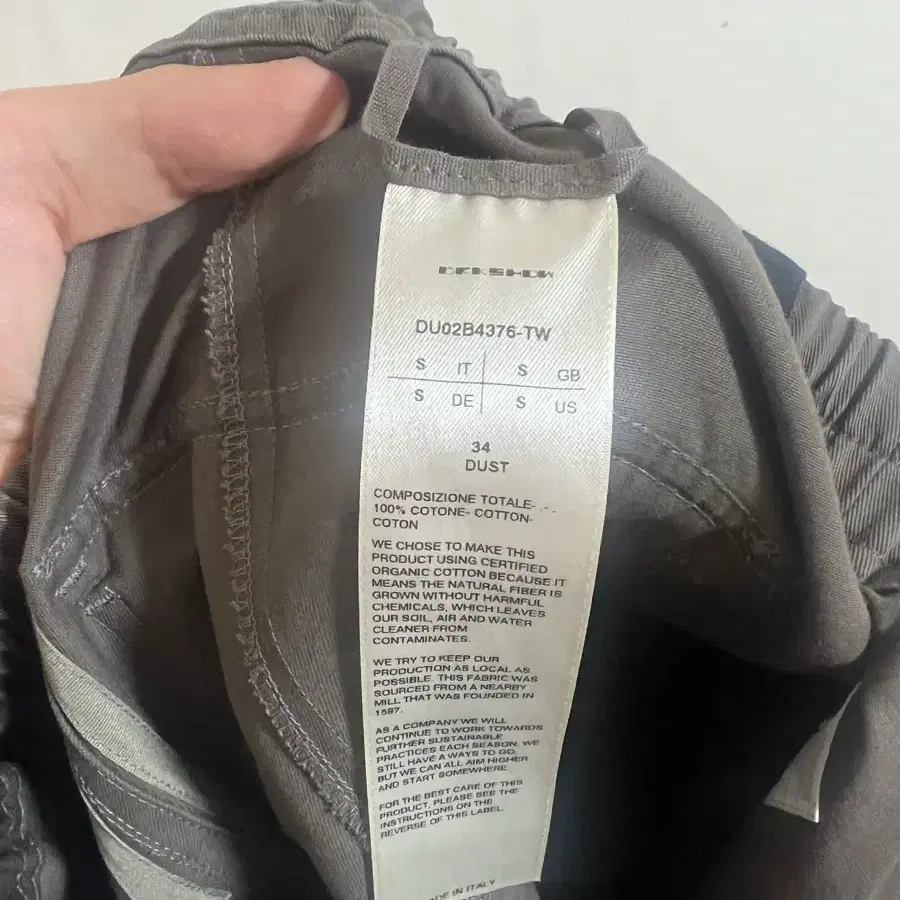 DRKSHDW
DU02B4376-TW
S IT S GB
S DE S US
34
DUST
COMPOSIZIONE TOTALE-
100% COTONE- COTTON-
COTON
WE CHOSE TO MAKE THIS
PRODUCT USING CERTIFIED
ORGANIC COTTON BECAUSE IT
MEANS THE NATURAL FIBER IS
GROWN WITHOUT HARMFUL
CHEMICALS, WHICH LEAVES
OUR SOIL, AIR AND WATER
CLEANER FROM
CONTAMINATES.
WE TRY TO KEEP OUR
PRODUCTION AS LOCAL AS
POSSIBLE. THIS FABRIC WAS
SOURCED FROM A NEARBY
MILL THAT WAS FOUNDED IN
1587.
AS A COMPANY WE WILL
CONTINUE TO WORK TOWARDS
FURTHER SUSTAINABLE
PRACTICES EACH SEASON. WE
STILL HAVE A WAYS TO GO,
BUT WE CAN ALL AIM HIGHER
AND START SOMEWHERE
FOR THE BEST CARE OF THIS
PRODUCT, PLEASE SEE THE
INSTRUCTIONS ON THE
REVERSE OF THIS LABEL.
DE IN ITALY